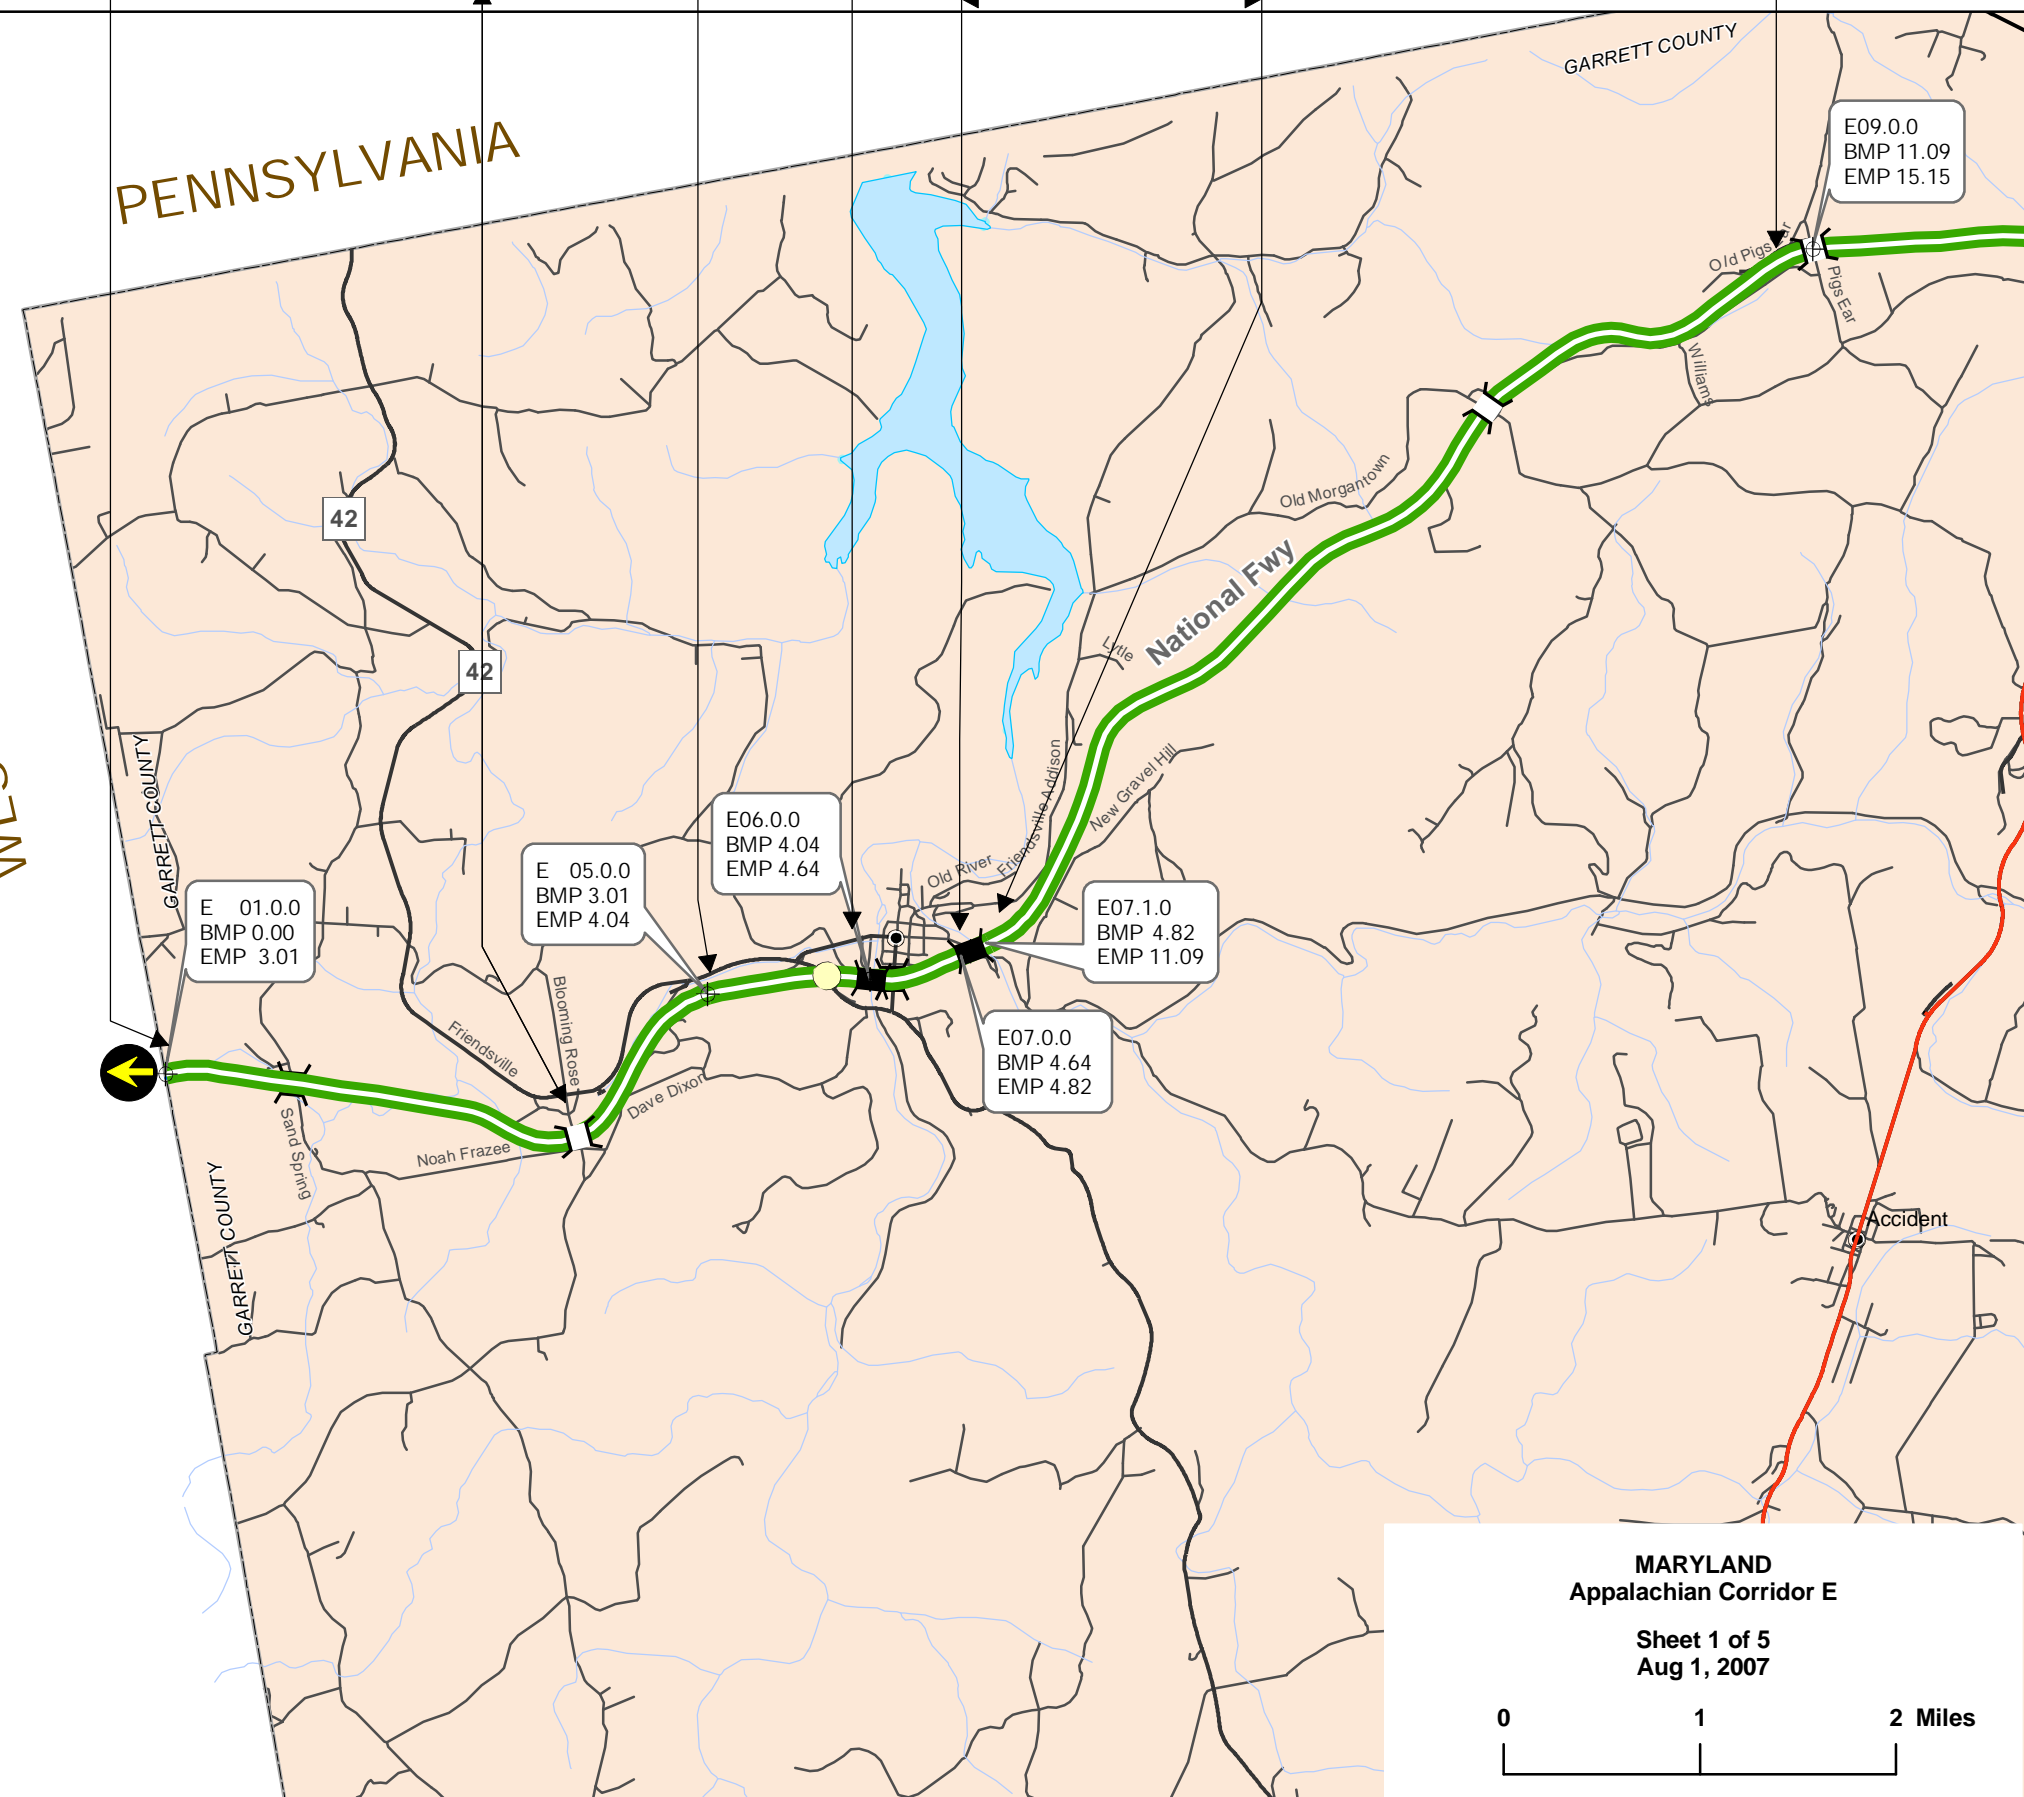 GARRETT COUNTY
PENNSYLVANIA
E09.0.0
BMP 11.09
EMP 15.15
Old Pigs Ear
Pigs Ear
Williams
42
Old Morgantown
National Fwy
42
Lytle
GARRETT COUNTY
Friendsville Addison
New Gravel Hill
E06.0.0
BMP 4.04
EMP 4.64
E 05.0.0
BMP 3.01
EMP 4.04
Old River
E 01.0.0
BMP 0.00
EMP 3.01
E07.1.0
BMP 4.82
EMP 11.09
Blooming Rose
Friendsville
E07.0.0
BMP 4.64
EMP 4.82
Dave Dixon
Sand Spring
Noah Frazee
GARRETT COUNTY
Accident
MARYLAND
Appalachian Corridor E
Sheet 1 of 5
Aug 1, 2007
0 1 2 Miles